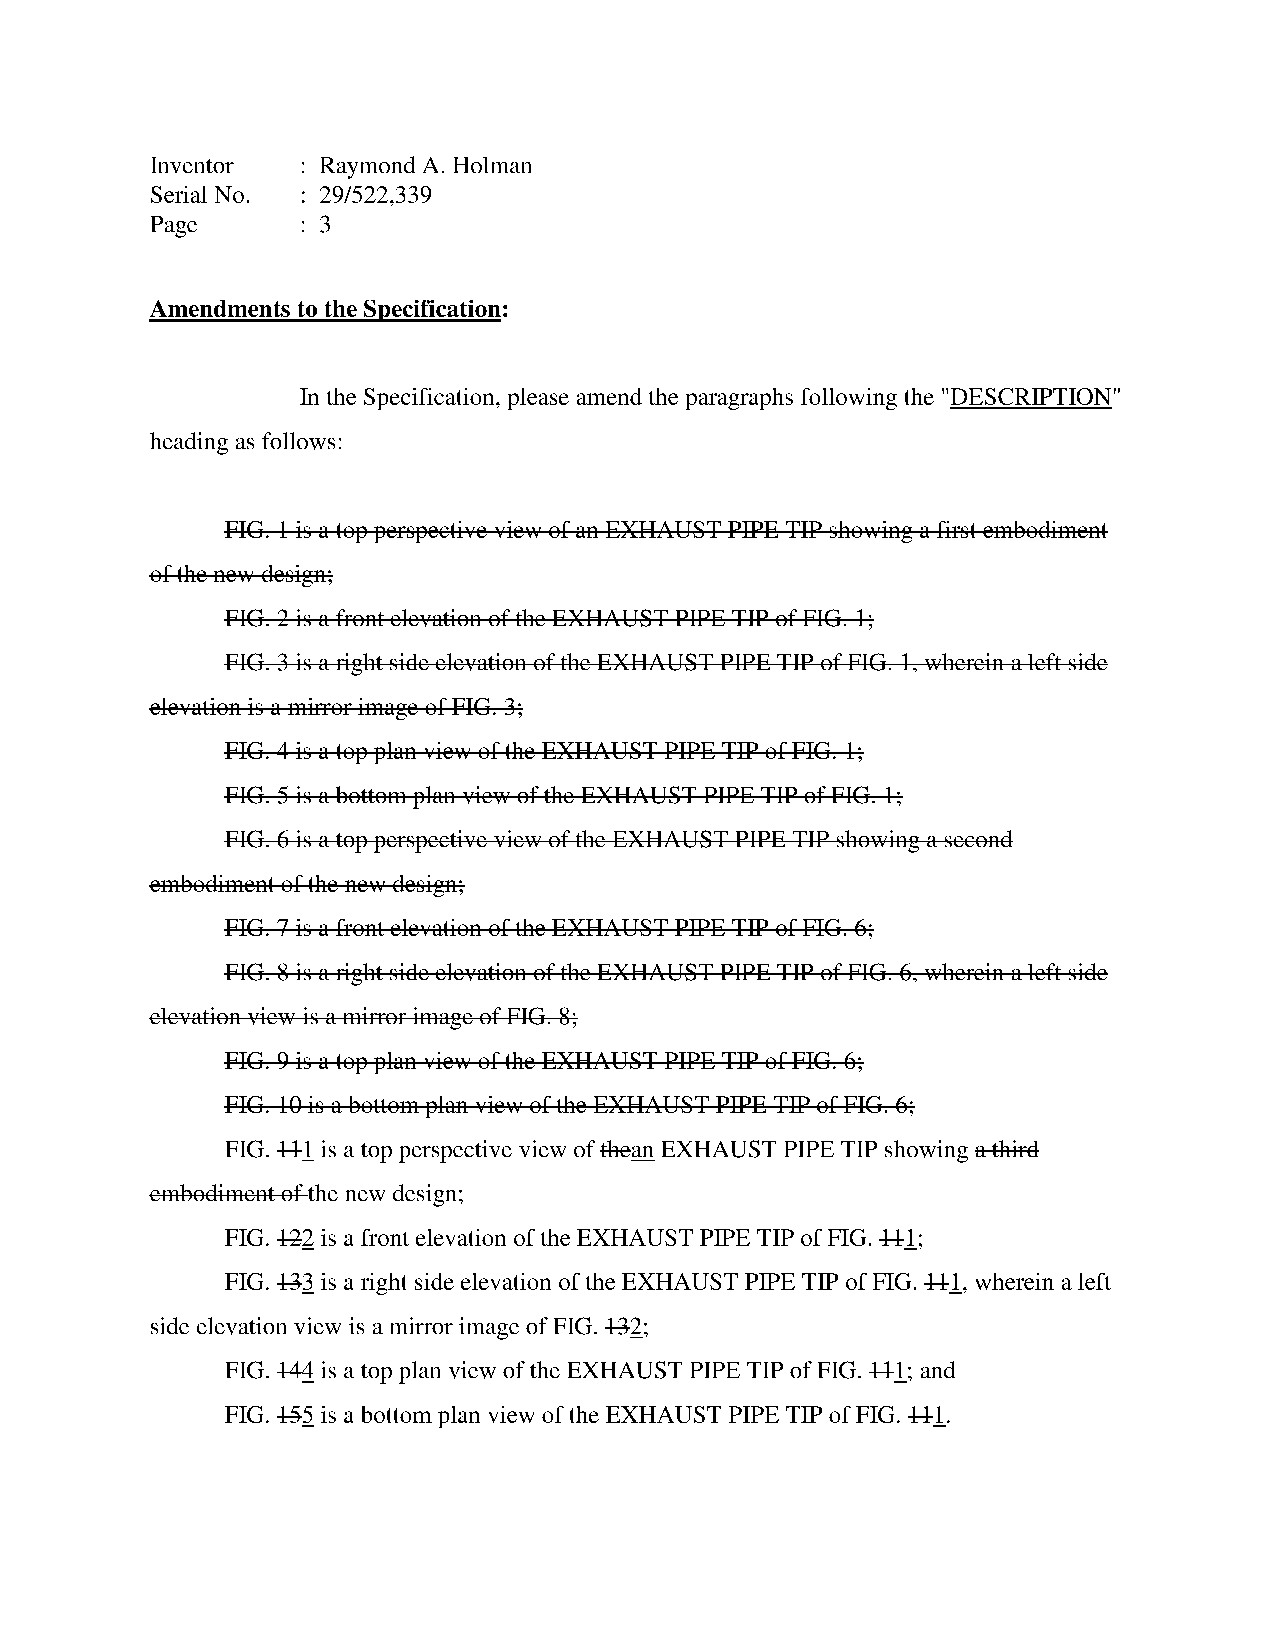 Inventor : Raymond A. Holman
Serial No. : 29/522,339
Page : 3
Amendments to the Specification:
In the Specification, please amend the paragraphs following the "DESCRIPTION"
heading as follows:
FIG. 1 is a top perspective view of an EXHAUST PIPE TIP showing a first embodiment
of the new design;
FIG. 2 is a front elevation of the EXHAUST PIPE TIP of FIG. 1;
FIG. 3 is a right side elevation of the EXHAUST PIPE TIP of FIG. 1, wherein a left side
elevation is a mirror image of FIG. 3;
FIG. 4 is a top plan view of the EXHAUST PIPE TIP of FIG. 1;
FIG. 5 is a bottom plan view of the EXHAUST PIPE TIP of FIG. 1;
FIG. 6 is a top perspective view of the EXHAUST PIPE TIP showing a second
embodiment of the new design;
FIG. 7 is a front elevation of the EXHAUST PIPE TIP of FIG. 6;
FIG. 8 is a right side elevation of the EXHAUST PIPE TIP of FIG. 6, wherein a left side
elevation view is a mirror image of FIG. 8;
FIG. 9 is a top plan view of the EXHAUST PIPE TIP of FIG. 6;
FIG. 10 is a bottom plan view of the EXHAUST PIPE TIP of FIG. 6;
FIG. 111 is a top perspective view of thean EXHAUST PIPE TIP showing a third
embodiment of the new design;
FIG. 122 is a front elevation of the EXHAUST PIPE TIP of FIG. 111;
FIG. 133 is a right side elevation of the EXHAUST PIPE TIP of FIG. 111, wherein a left
side elevation view is a mirror image of FIG. 132;
FIG. 144 is a top plan view of the EXHAUST PIPE TIP of FIG. 111; and
FIG. 155 is a bottom plan view of the EXHAUST PIPE TIP of FIG. 111.